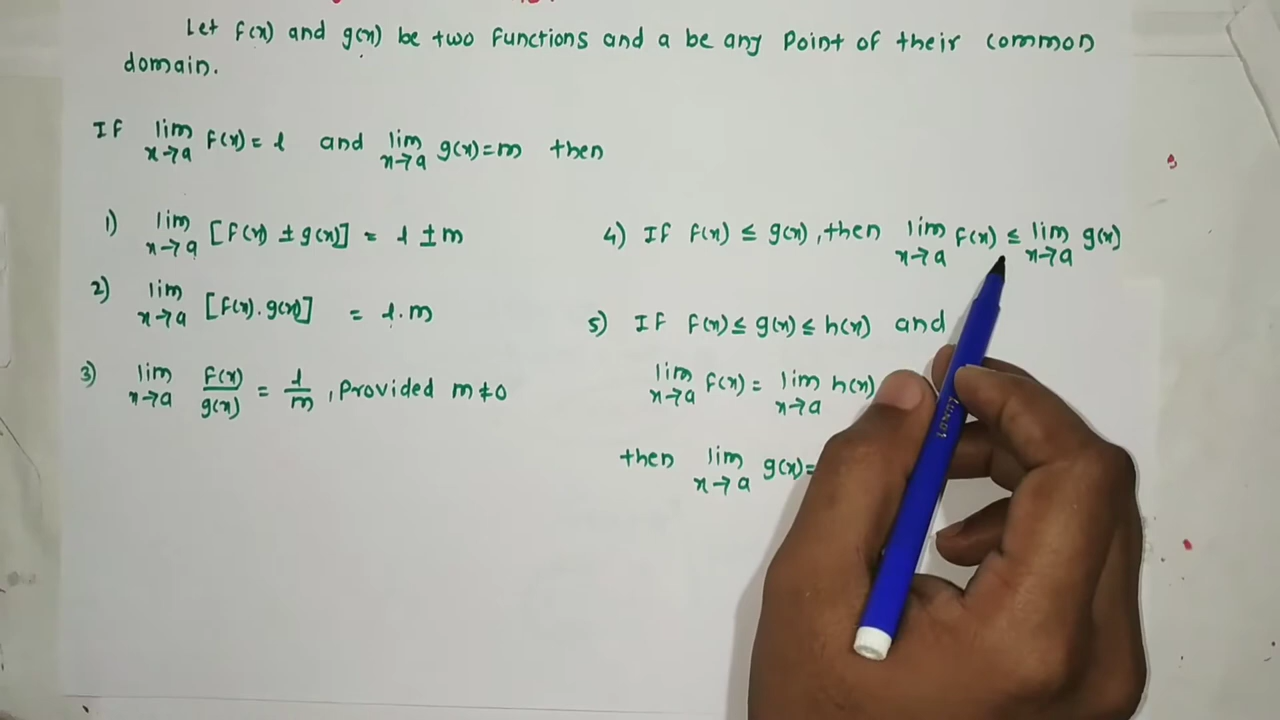 Let f(x) and g(x) be two functions and a be any point of their common
domain.
If lim x→a f(x) = l and lim x→a g(x) = m then
1) lim x→a [f(x) ± g(x)] = l ± m
2) lim x→a [f(x).g(x)] = l.m
3) lim x→a f(x)/g(x) = l/m , Provided m ≠ 0
4) If f(x) ≤ g(x), then lim x→a f(x) ≤ lim x→a g(x)
5) If f(x) ≤ g(x) ≤ h(x) and
lim x→a f(x) = lim x→a h(x)
then lim x→a g(x) =